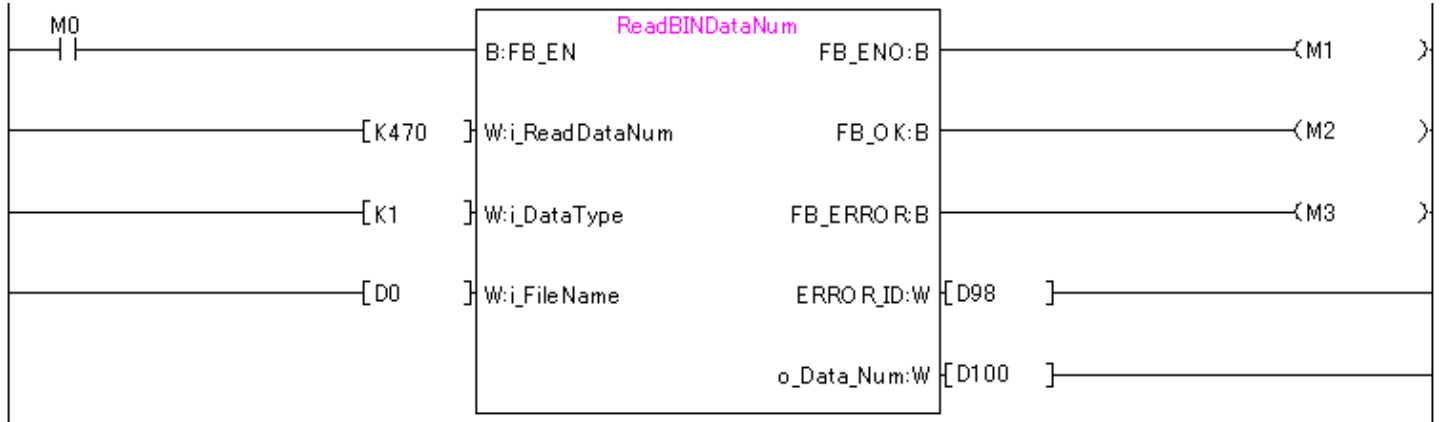 ReadBINDataNum
M0 B:FB_EN FB_ENO:B M1
K470 W:i_ReadDataNum FB_OK:B M2
K1 W:i_DataType FB_ERROR:B M3
D0 W:i_FileName ERROR_ID:W D98
o_Data_Num:W D100